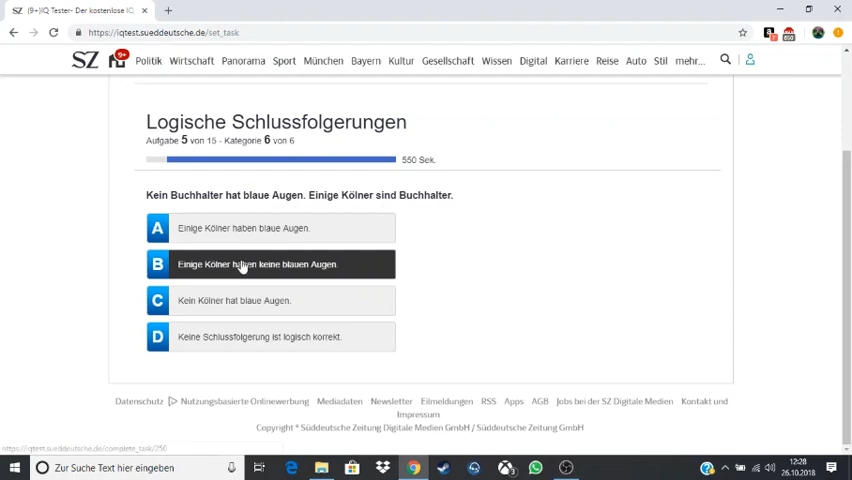 SZ (9+)IQ Tester- Der kostenlose IQ
https://iqtest.sueddeutsche.de/set_task
SZ 9+ Politik Wirtschaft Panorama Sport München Bayern Kultur Gesellschaft Wissen Digital Karriere Reise Auto Stil mehr...
Logische Schlussfolgerungen
Aufgabe 5 von 15 - Kategorie 6 von 6
550 Sek.
Kein Buchhalter hat blaue Augen. Einige Kölner sind Buchhalter.
A Einige Kölner haben blaue Augen.
B Einige Kölner haben keine blauen Augen.
C Kein Kölner hat blaue Augen.
D Keine Schlussfolgerung ist logisch korrekt.
Datenschutz Nutzungsbasierte Onlinewerbung Mediadaten Newsletter Eilmeldungen RSS Apps AGB Jobs bei der SZ Digitale Medien Kontakt und
Impressum
Copyright © Süddeutsche Zeitung Digitale Medien GmbH / Süddeutsche Zeitung GmbH
https://iqtest.sueddeutsche.de/complete_task/250
Zur Suche Text hier eingeben
12:28
26.10.2018